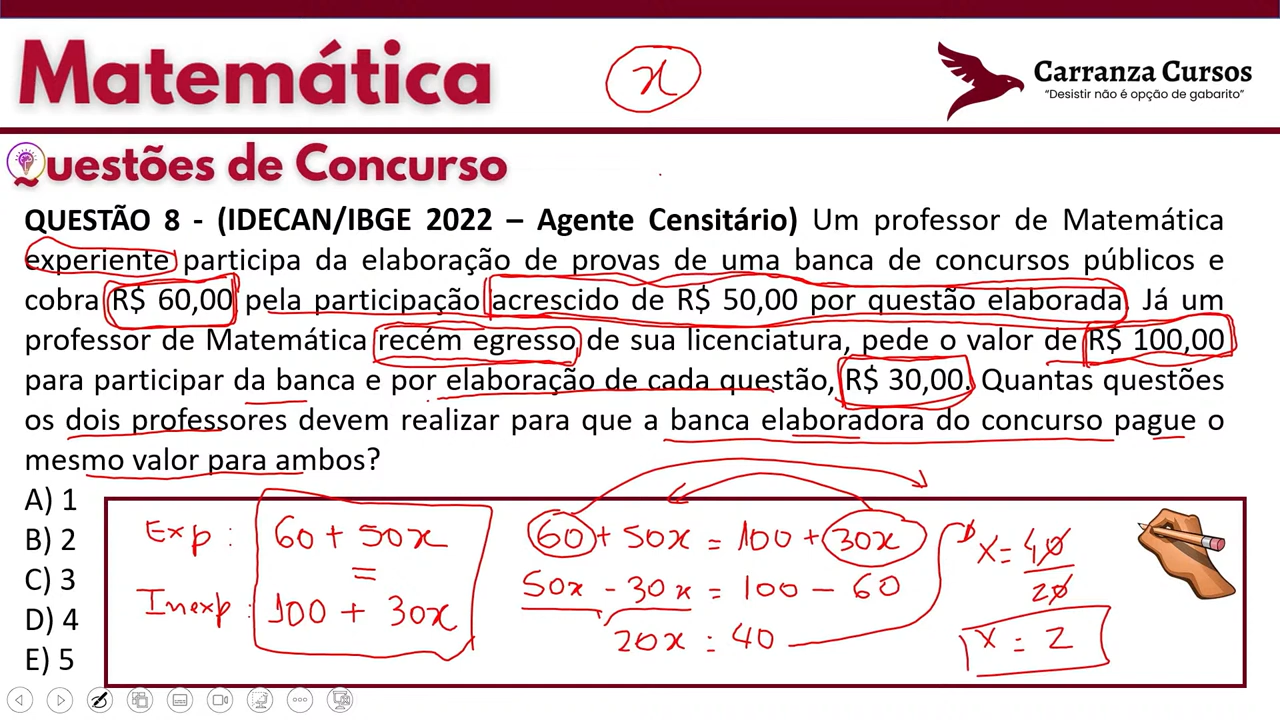 Matemática
x
Carranza Cursos
“Desistir não é opção de gabarito”
Questões de Concurso
QUESTÃO 8 - (IDECAN/IBGE 2022 – Agente Censitário) Um professor de Matemática
experiente participa da elaboração de provas de uma banca de concursos públicos e
cobra R$ 60,00 pela participação acrescido de R$ 50,00 por questão elaborada. Já um
professor de Matemática recém egresso de sua licenciatura, pede o valor de R$ 100,00
para participar da banca e por elaboração de cada questão, R$ 30,00. Quantas questões
os dois professores devem realizar para que a banca elaboradora do concurso pague o
mesmo valor para ambos?
A) 1
B) 2
C) 3
D) 4
E) 5
Exp : 60 + 50x
=
Inexp : 100 + 30x
60 + 50x = 100 + 30x
50x - 30x = 100 - 60
20x = 40
x = 40
20
x = 2